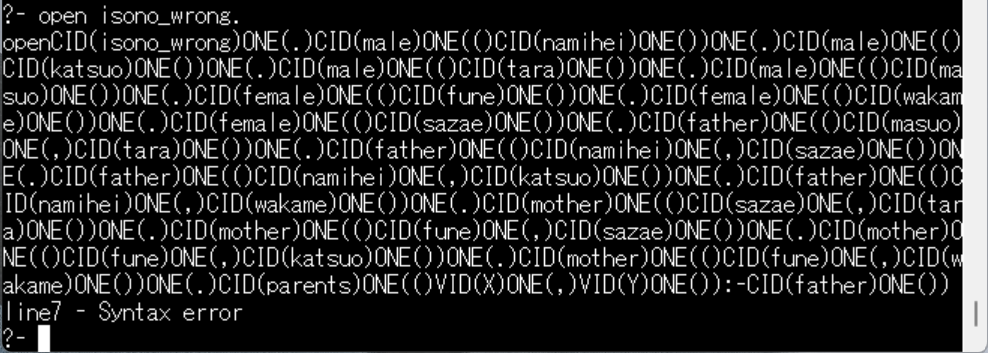 ?- open isono_wrong.
openCID(isono_wrong)ONE(.)CID(male)ONE(()CID(namihei)ONE())ONE(.)CID(male)ONE(()
CID(katsuo)ONE())ONE(.)CID(male)ONE(()CID(tara)ONE())ONE(.)CID(male)ONE(()CID(ma
suo)ONE())ONE(.)CID(female)ONE(()CID(fune)ONE())ONE(.)CID(female)ONE(()CID(wakam
e)ONE())ONE(.)CID(female)ONE(()CID(sazae)ONE())ONE(.)CID(father)ONE(()CID(masuo)
ONE(,)CID(tara)ONE())ONE(.)CID(father)ONE(()CID(namihei)ONE(,)CID(sazae)ONE())ON
E(.)CID(father)ONE(()CID(namihei)ONE(,)CID(katsuo)ONE())ONE(.)CID(father)ONE(()C
ID(namihei)ONE(,)CID(wakame)ONE())ONE(.)CID(mother)ONE(()CID(sazae)ONE(,)CID(tar
a)ONE())ONE(.)CID(mother)ONE(()CID(fune)ONE(,)CID(sazae)ONE())ONE(.)CID(mother)O
NE(()CID(fune)ONE(,)CID(katsuo)ONE())ONE(.)CID(mother)ONE(()CID(fune)ONE(,)CID(w
akame)ONE())ONE(.)CID(parents)ONE(()VID(X)ONE(,)VID(Y)ONE()):-CID(father)ONE())
line7 - Syntax error
?-